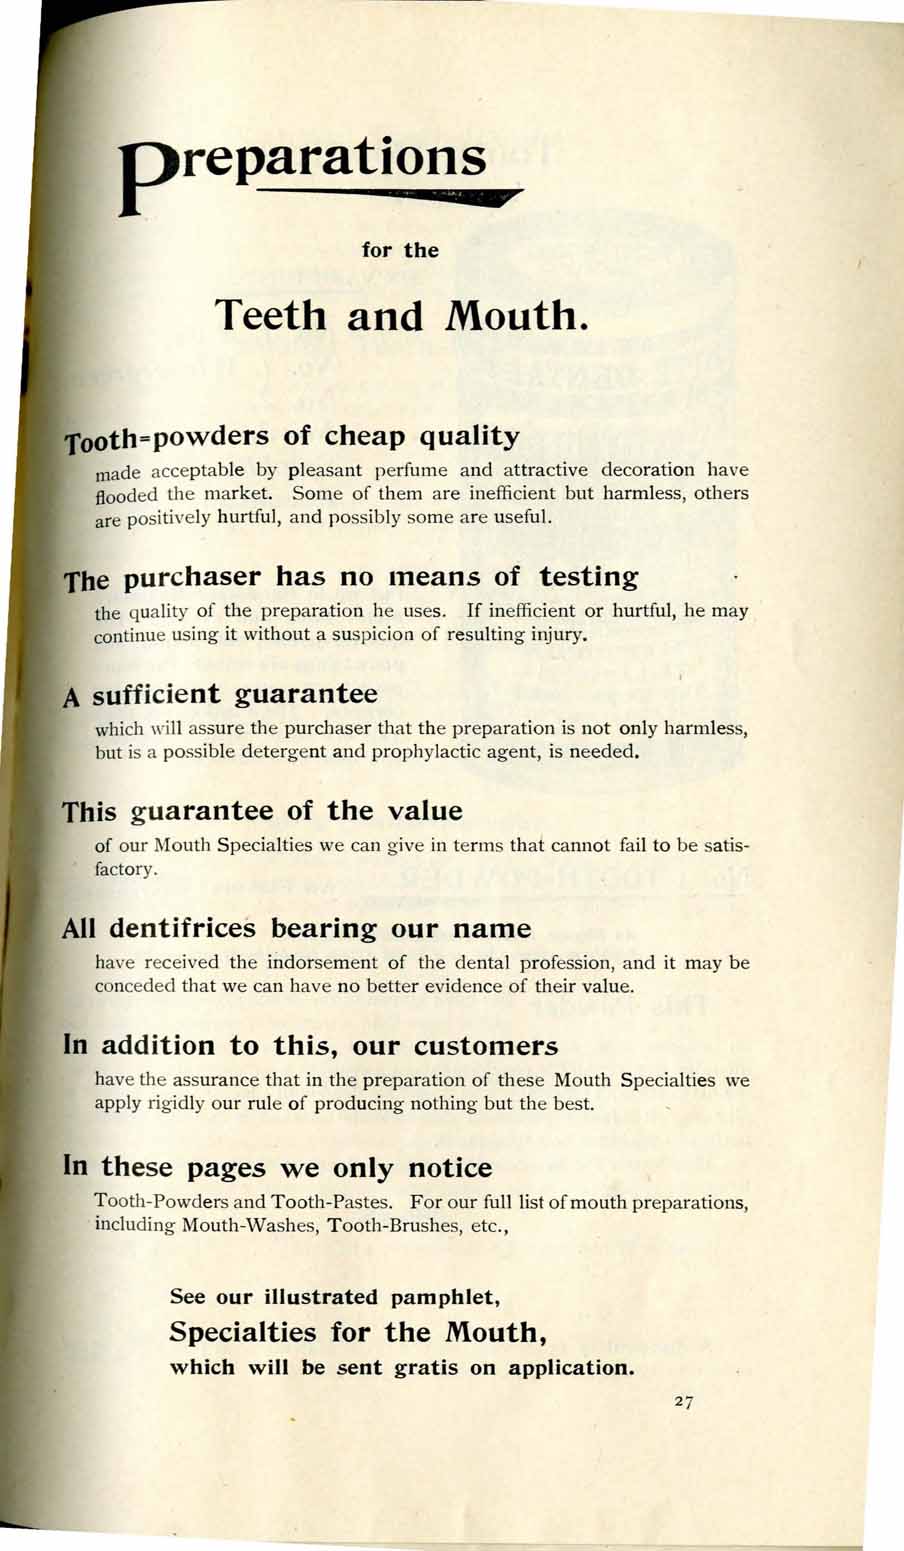 Preparations
for the
Teeth and Mouth.
Tooth=powders of cheap quality
made acceptable by pleasant perfume and attractive decoration have
flooded the market. Some of them are inefficient but harmless, others
are positively hurtful, and possibly some are useful.
The purchaser has no means of testing
the quality of the preparation he uses. If inefficient or hurtful, he may
continue using it without a suspicion of resulting injury.
A sufficient guarantee
which will assure the purchaser that the preparation is not only harmless,
but is a possible detergent and prophylactic agent, is needed.
This guarantee of the value
of our Mouth Specialties we can give in terms that cannot fail to be satis-
factory.
All dentifrices bearing our name
have received the indorsement of the dental profession, and it may be
conceded that we can have no better evidence of their value.
In addition to this, our customers
have the assurance that in the preparation of these Mouth Specialties we
apply rigidly our rule of producing nothing but the best.
In these pages we only notice
Tooth-Powders and Tooth-Pastes. For our full list of mouth preparations,
including Mouth-Washes, Tooth-Brushes, etc.,
See our illustrated pamphlet,
Specialties for the Mouth,
which will be sent gratis on application.
27